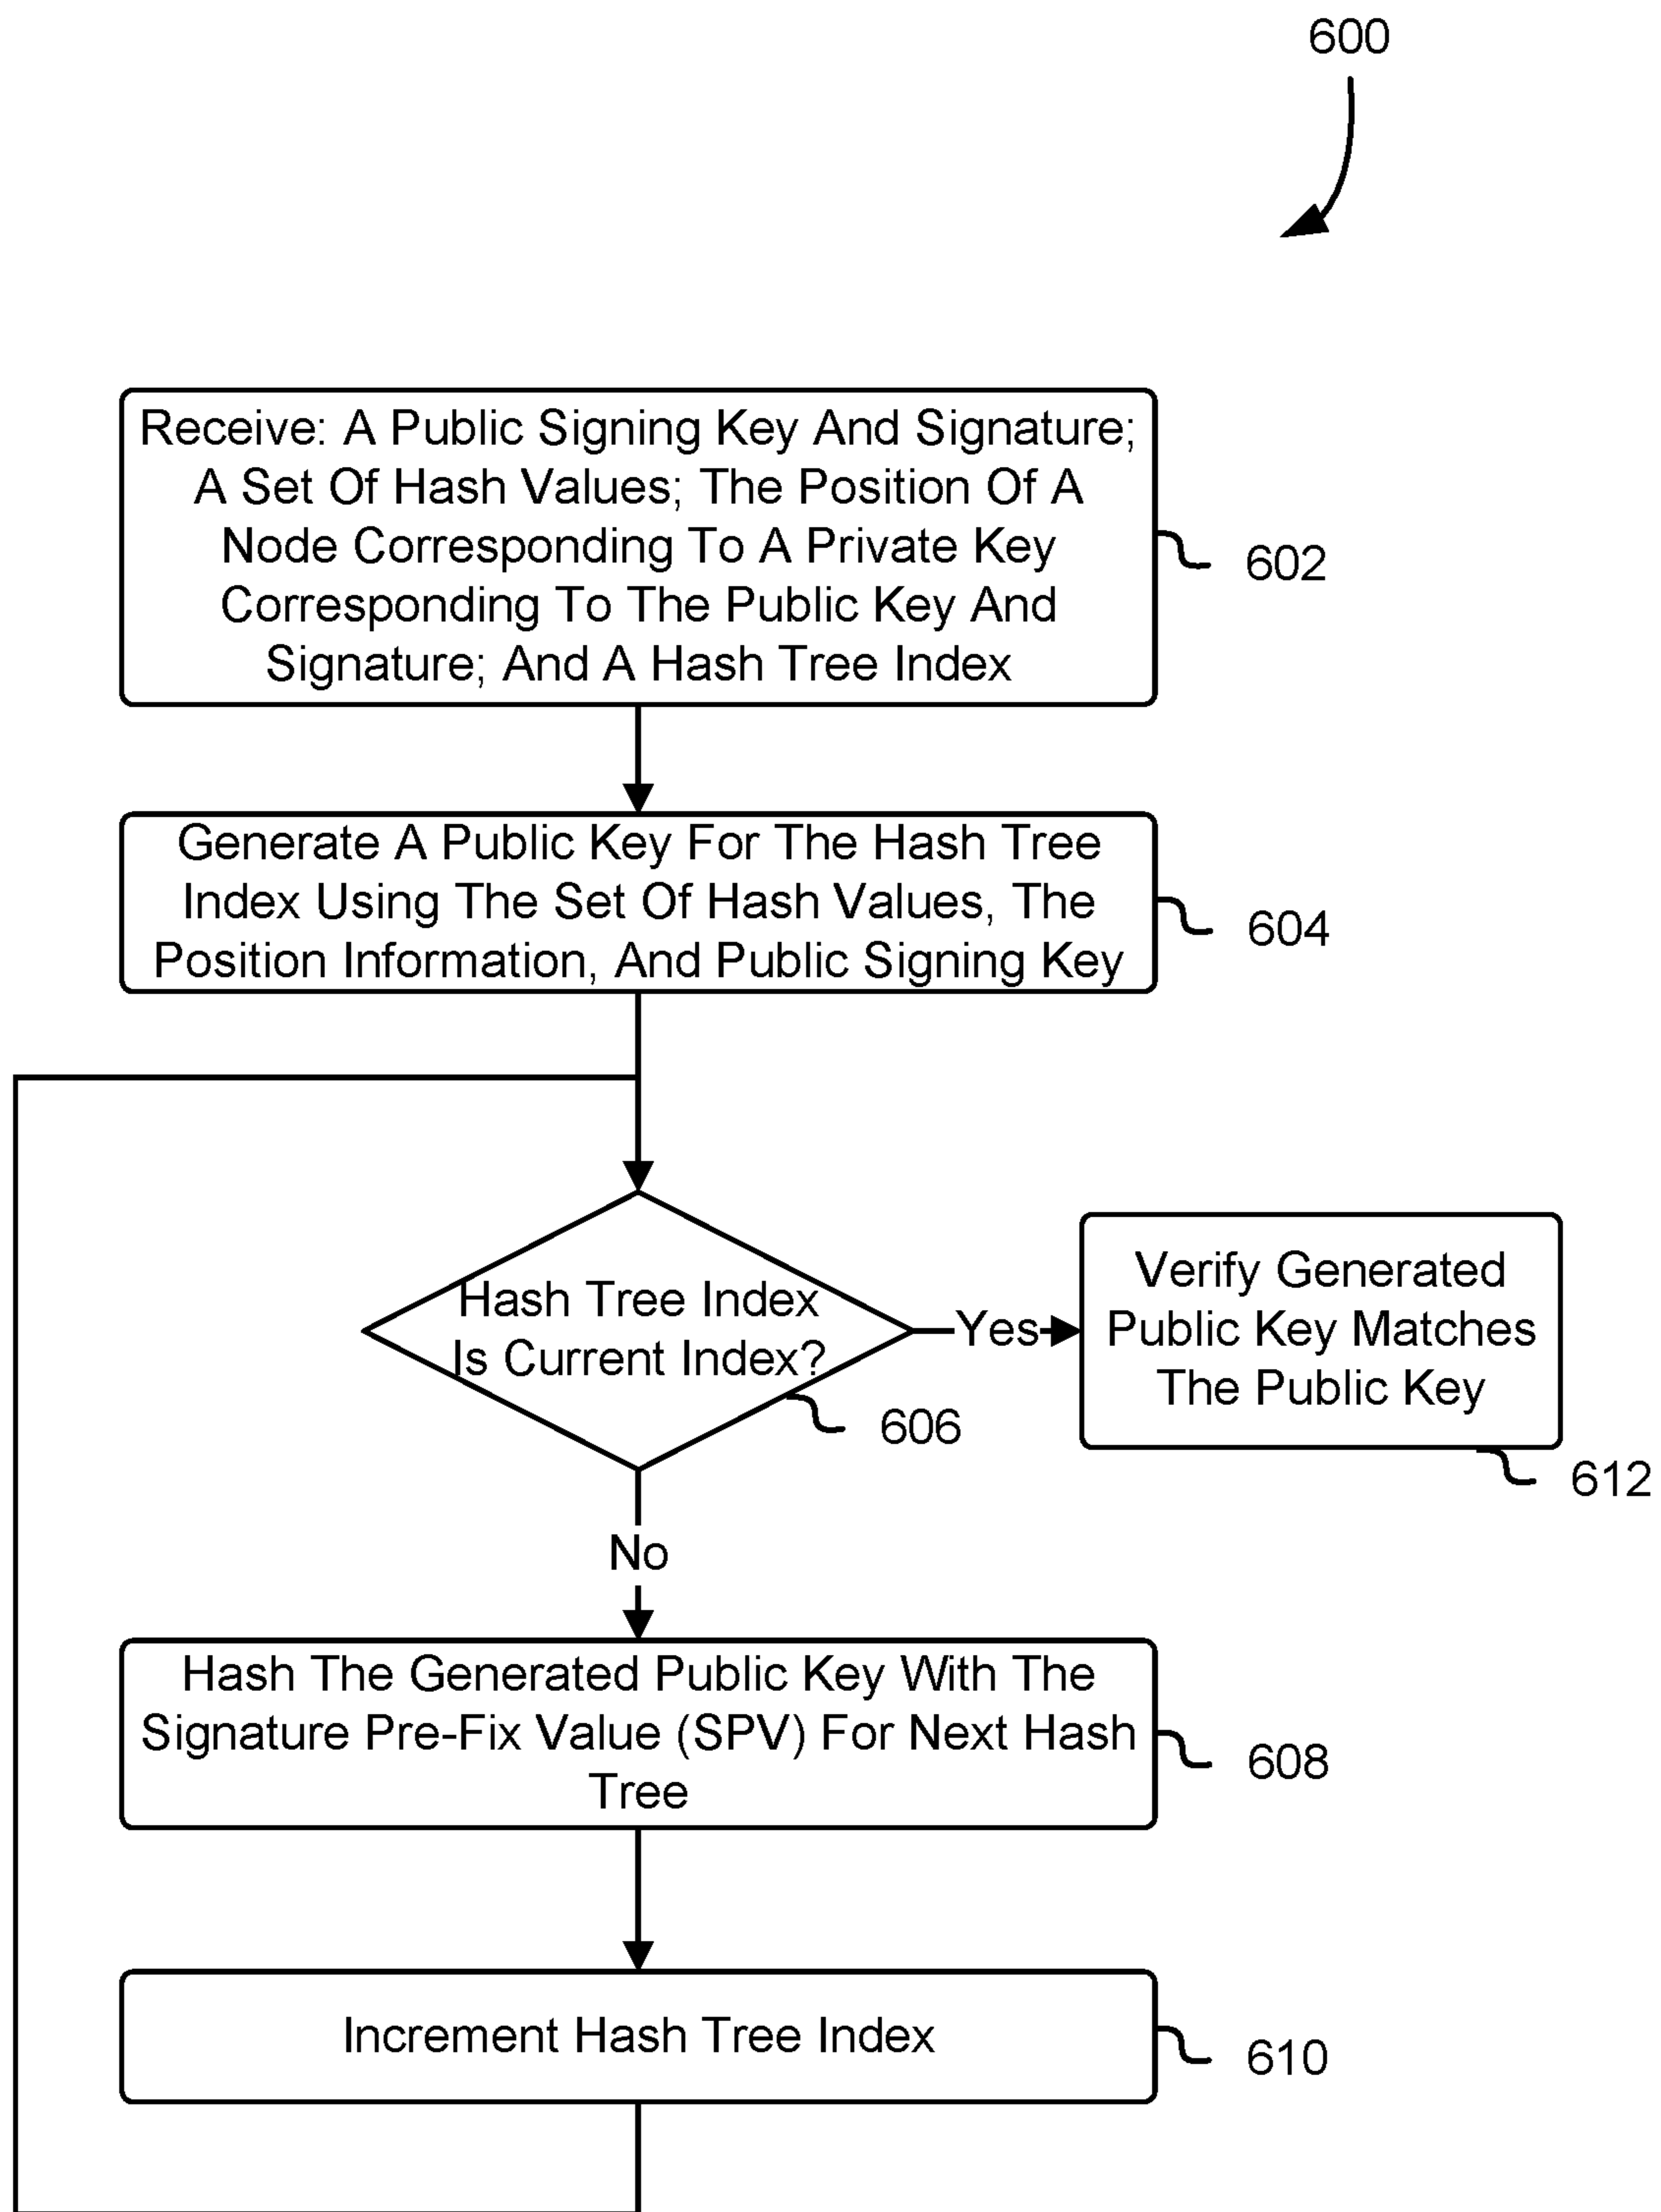 600
Receive: A Public Signing Key And Signature;
A Set Of Hash Values; The Position Of A
Node Corresponding To A Private Key
Corresponding To The Public Key And
Signature; And A Hash Tree Index
602
Generate A Public Key For The Hash Tree
Index Using The Set Of Hash Values, The
Position Information, And Public Signing Key
604
Hash Tree Index
Is Current Index?
606
Yes
Verify Generated
Public Key Matches
The Public Key
612
No
Hash The Generated Public Key With The
Signature Pre-Fix Value (SPV) For Next Hash
Tree
608
Increment Hash Tree Index
610